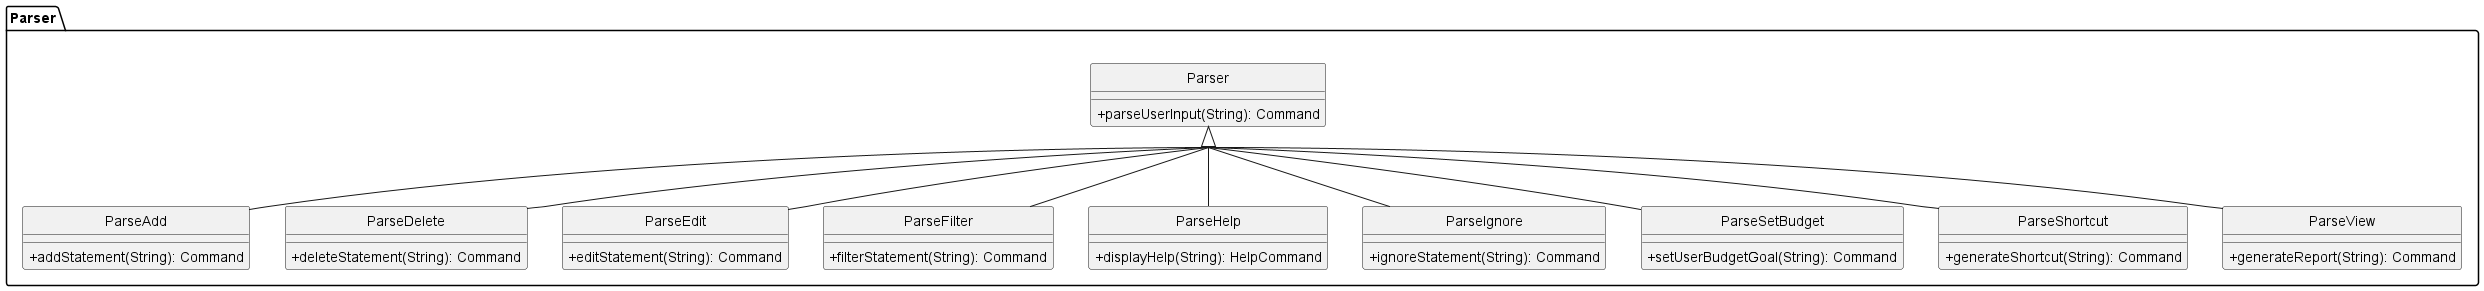 Parser
Parser
+parseUserInput(String): Command
ParseAdd
+addStatement(String): Command
ParseDelete
+deleteStatement(String): Command
ParseEdit
+editStatement(String): Command
ParseFilter
+filterStatement(String): Command
ParseHelp
+displayHelp(String): HelpCommand
ParseIgnore
+ignoreStatement(String): Command
ParseSetBudget
+setUserBudgetGoal(String): Command
ParseShortcut
+generateShortcut(String): Command
ParseView
+generateReport(String): Command